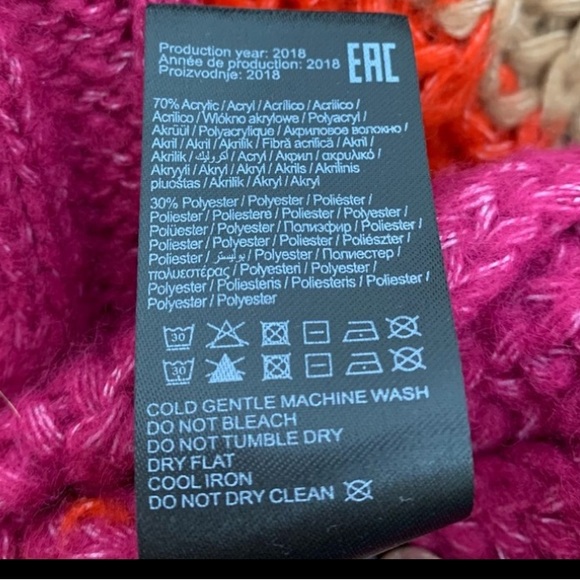 Production year: 2018
Année de production: 2018
Proizvodnje: 2018
EAC
70% Acrylic / Acryl / Acrílico / Acrilico /
Acrílico / Włókno akrylowe / Polyacryl /
Akrüül / Polyacrylique / Акриловое волокно /
Akril / Akril / Akrilik / Fibră acrilică / Akril /
Akrilik / أكروليك / Acryl / Акрил / ακρυλικό /
Akryyli / Akryl / Akryl / Akrils / Akrilinis
pluostas / Akrilik / Akryl / Akryl
30% Polyester / Polyester / Poliéster /
Poliester / Poliestere / Poliester / Polyester /
Polüester / Polyester / Полиэфир / Poliester /
Poliester / Polyester / Poliester / Poliészter /
Poliester / بوليستر / Polyester / Полиестер /
πολυεστέρας / Polyesteri / Polyester /
Polyester / Poliesteris / Poliesteris / Poliester /
Polyester / Polyester
30
30
COLD GENTLE MACHINE WASH
DO NOT BLEACH
DO NOT TUMBLE DRY
DRY FLAT
COOL IRON
DO NOT DRY CLEAN